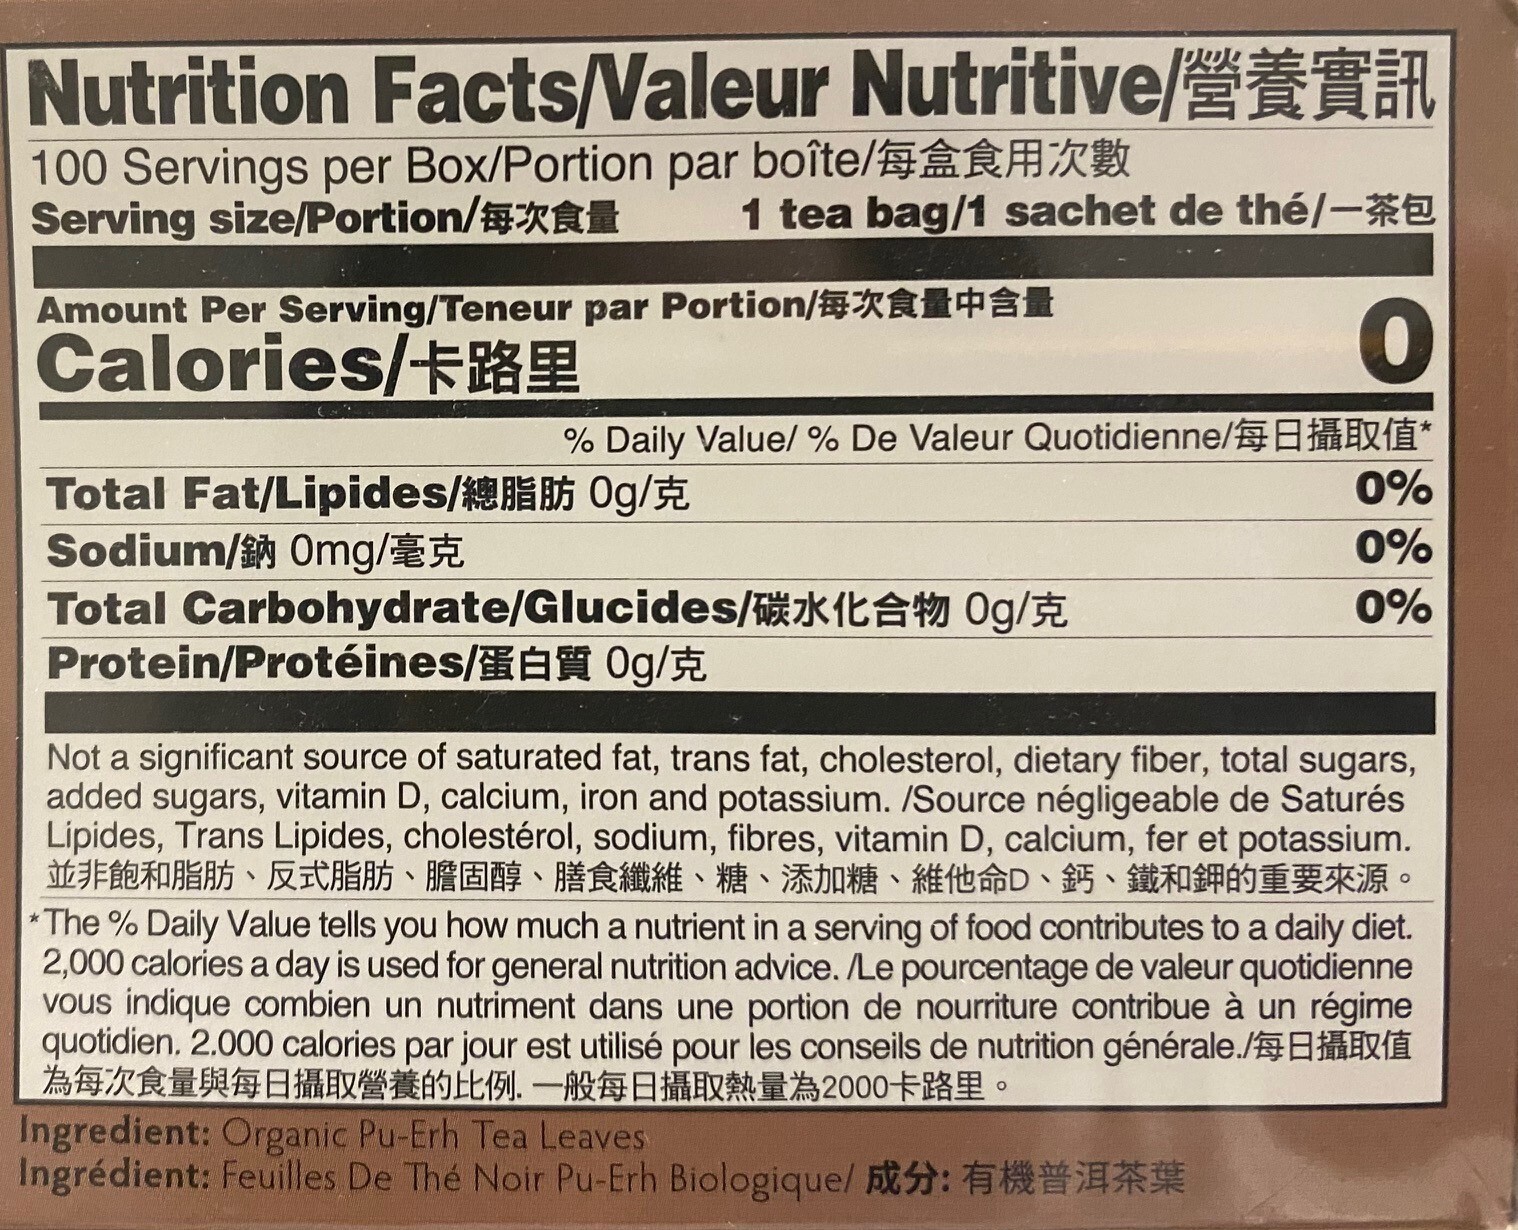 Nutrition Facts/Valeur Nutritive/營養實訊
100 Servings per Box/Portion par boîte/每盒食用次數
Serving size/Portion/每次食量 1 tea bag/1 sachet de thé/一茶包
Amount Per Serving/Teneur par Portion/每次食量中含量
Calories/卡路里 0
% Daily Value/ % De Valeur Quotidienne/每日攝取值*
Total Fat/Lipides/總脂肪 0g/克 0%
Sodium/鈉 0mg/毫克 0%
Total Carbohydrate/Glucides/碳水化合物 0g/克 0%
Protein/Protéines/蛋白質 0g/克
Not a significant source of saturated fat, trans fat, cholesterol, dietary fiber, total sugars,
added sugars, vitamin D, calcium, iron and potassium. /Source négligeable de Saturés
Lipides, Trans Lipides, cholestérol, sodium, fibres, vitamin D, calcium, fer et potassium.
並非飽和脂肪、反式脂肪、膽固醇、膳食纖維、糖、添加糖、維他命D、鈣、鐵和鉀的重要來源。
*The % Daily Value tells you how much a nutrient in a serving of food contributes to a daily diet.
2,000 calories a day is used for general nutrition advice. /Le pourcentage de valeur quotidienne
vous indique combien un nutriment dans une portion de nourriture contribue à un régime
quotidien. 2.000 calories par jour est utilisé pour les conseils de nutrition générale./每日攝取值
為每次食量與每日攝取營養的比例. 一般每日攝取熱量為2000卡路里。
Ingredient: Organic Pu-Erh Tea Leaves
Ingrédient: Feuilles De Thé Noir Pu-Erh Biologique/ 成分: 有機普洱茶葉